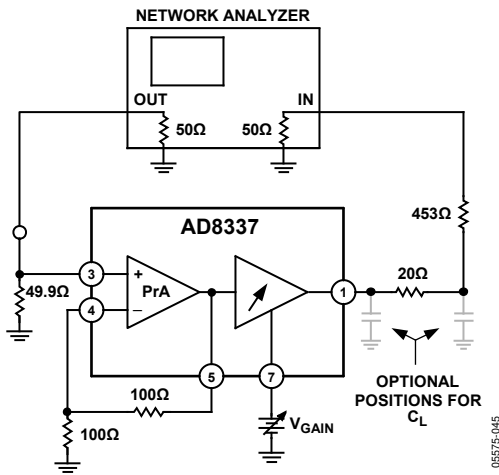 NETWORK ANALYZER
OUT
IN
50Ω
50Ω
453Ω
AD8337
3
+
PrA
1
20Ω
49.9Ω
4
–
5
7
OPTIONAL
POSITIONS FOR
CL
100Ω
100Ω
VGAIN
05575-045